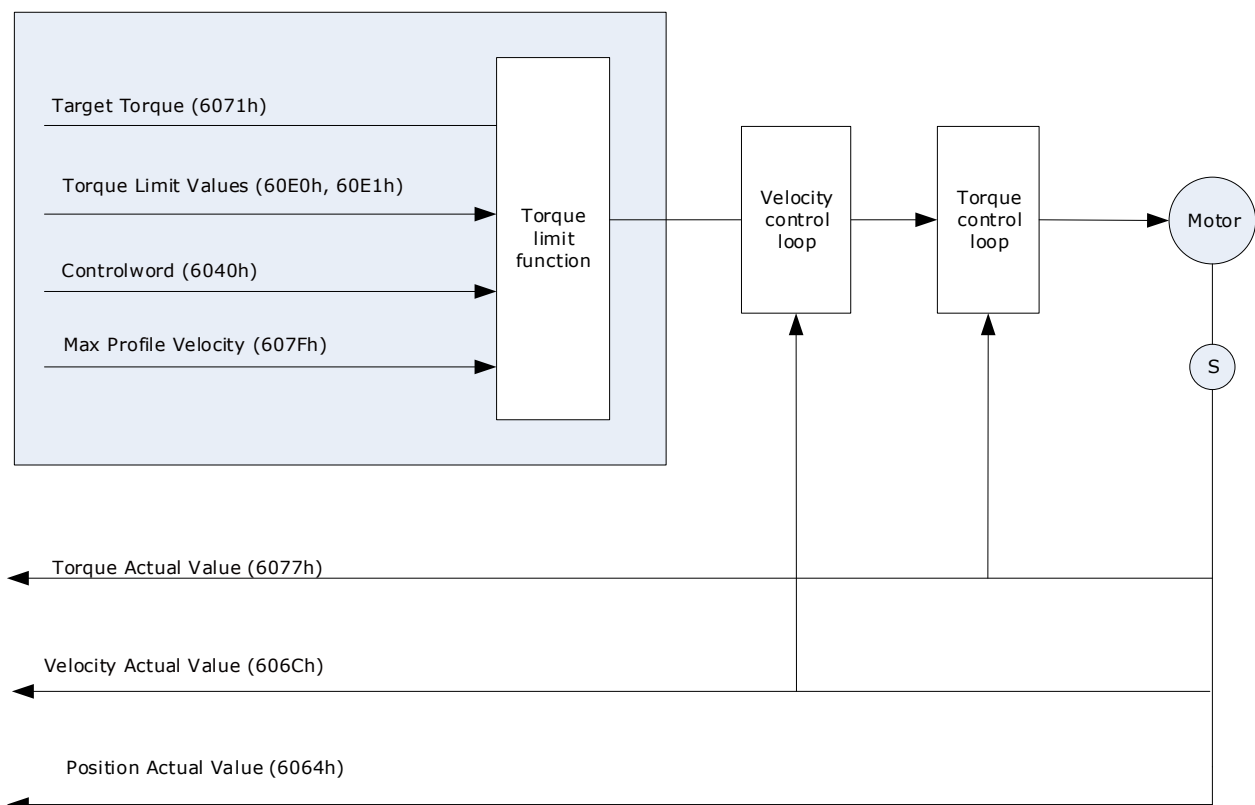 Target Torque (6071h)
Torque Limit Values (60E0h, 60E1h)
Controlword (6040h)
Max Profile Velocity (607Fh)
Torque
limit
function
Velocity
control
loop
Torque
control
loop
Motor
S
Torque Actual Value (6077h)
Velocity Actual Value (606Ch)
Position Actual Value (6064h)